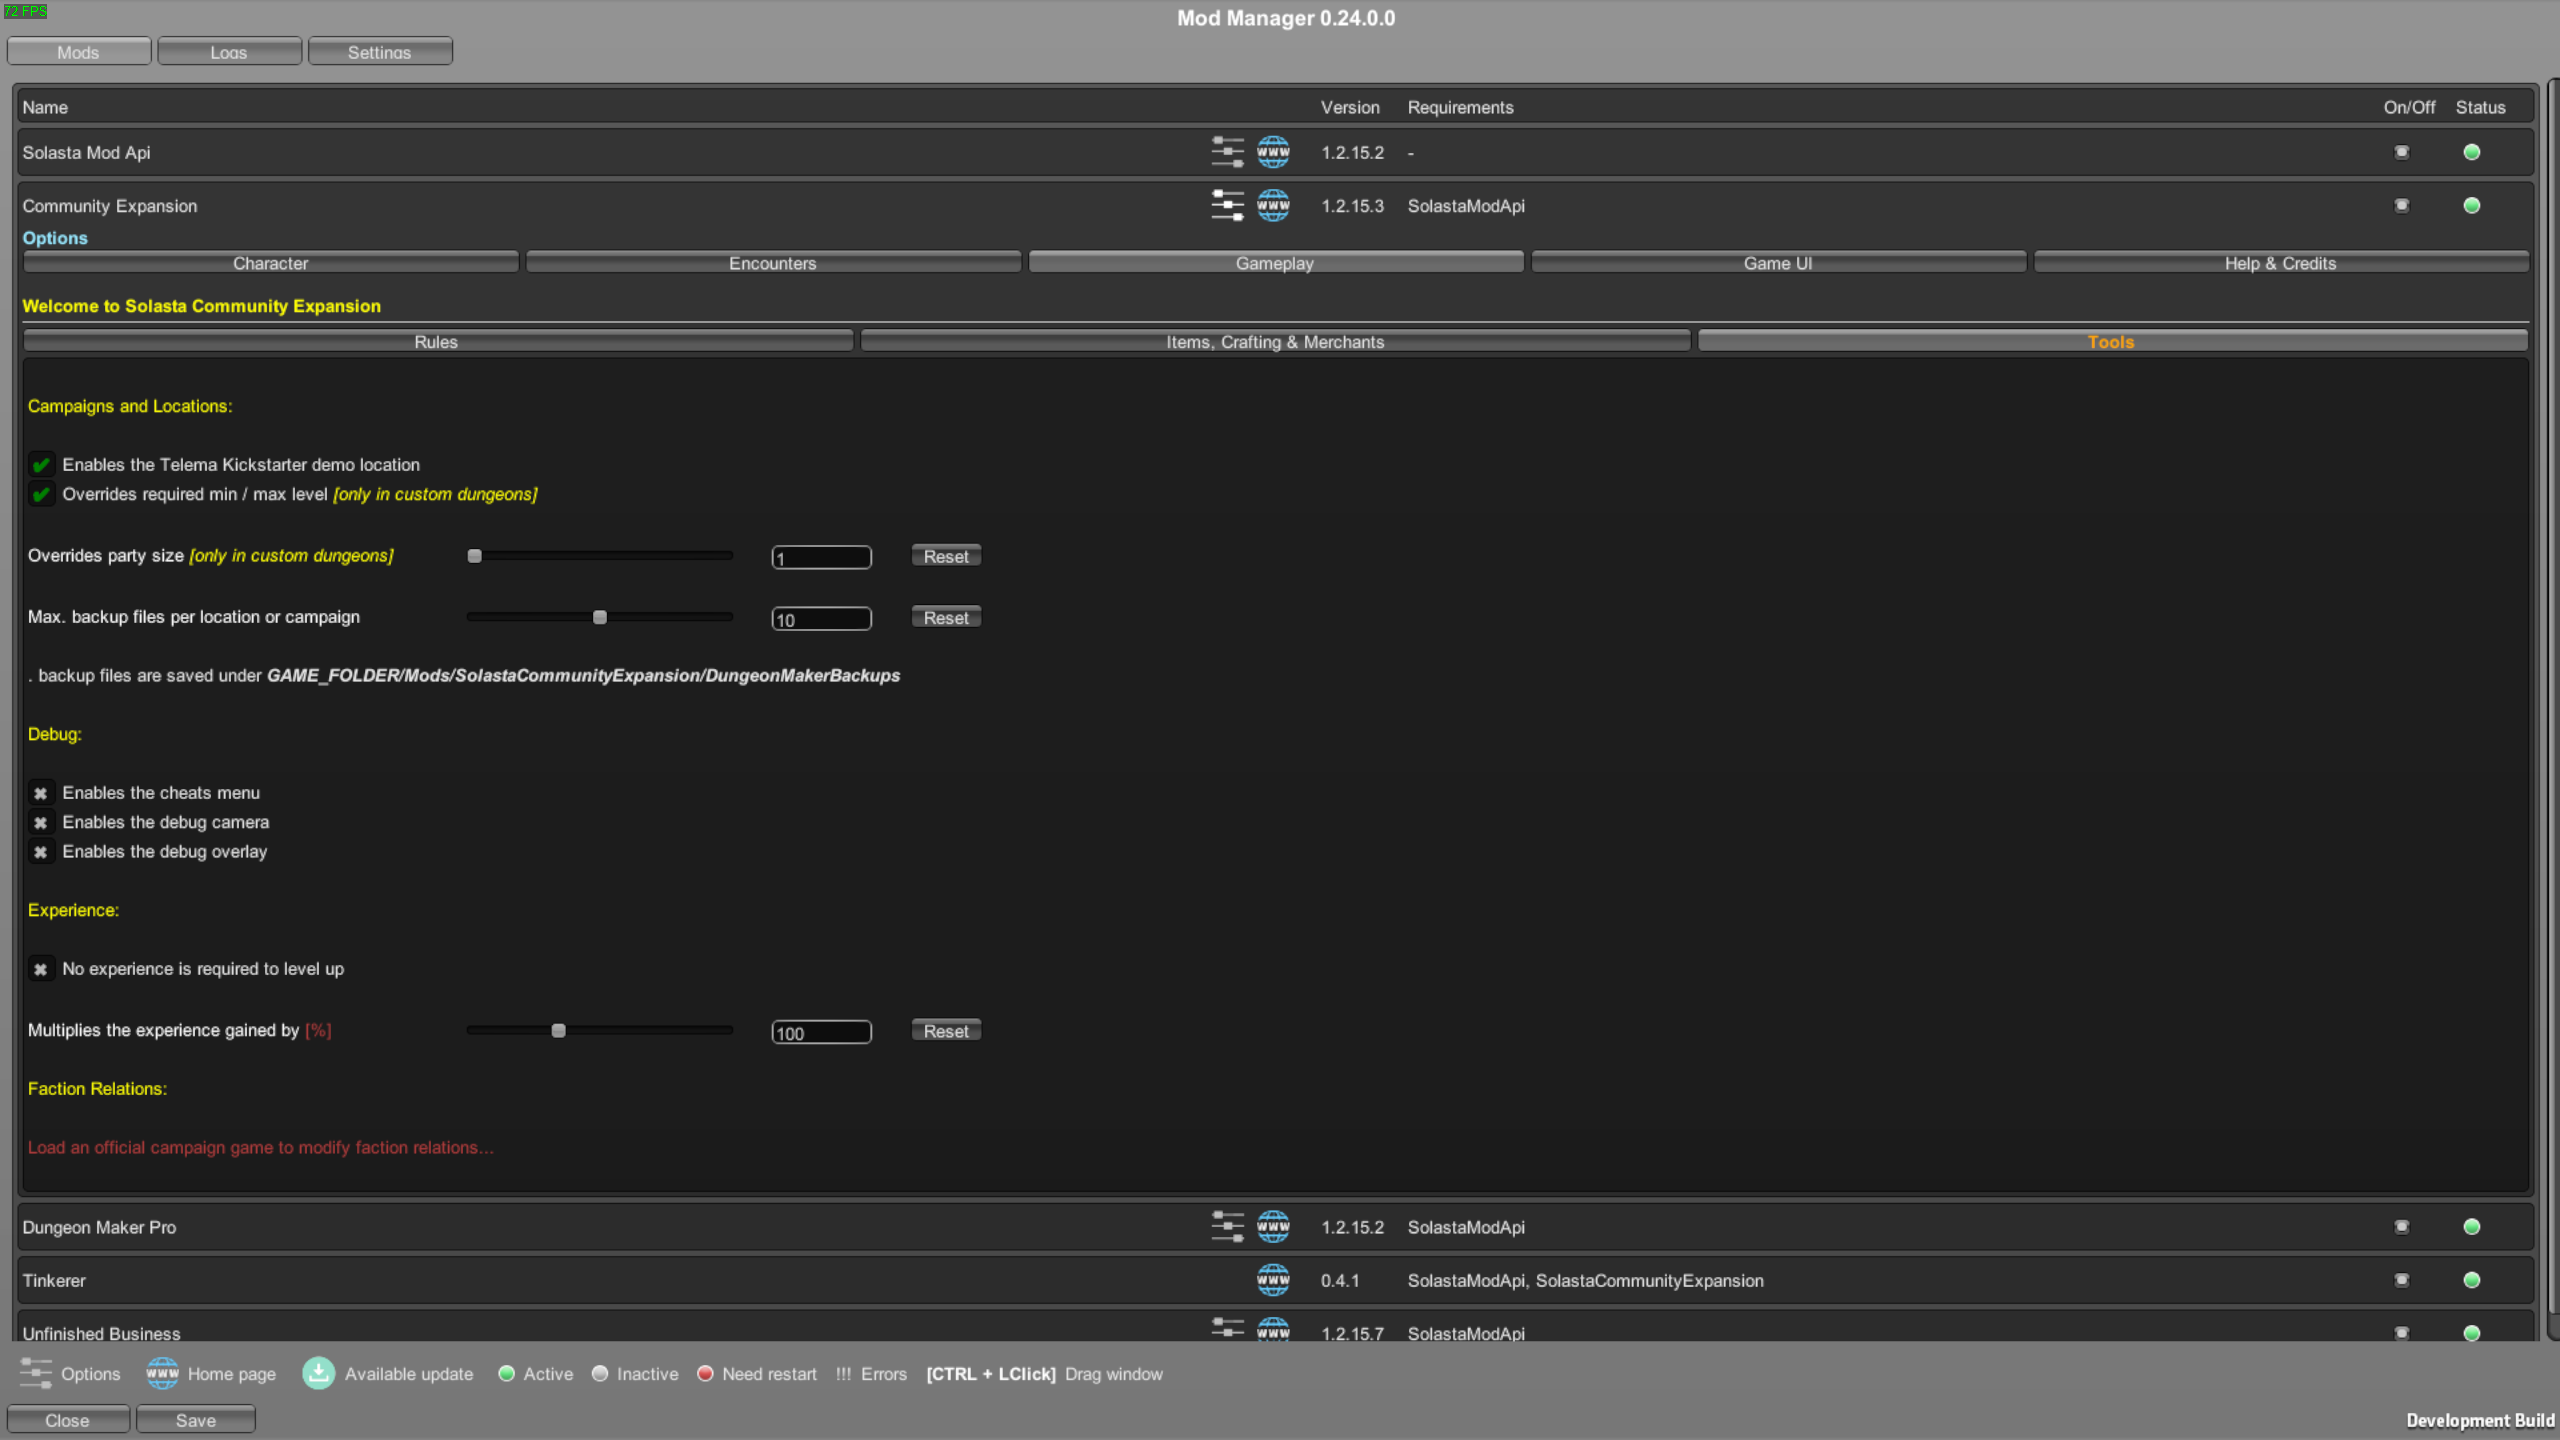 72 FPS
Mod Manager 0.24.0.0
Mods Logs Settings
Name Version Requirements On/Off Status
Solasta Mod Api www 1.2.15.2 -
Community Expansion www 1.2.15.3 SolastaModApi
Options
Character Encounters Gameplay Game UI Help & Credits
Welcome to Solasta Community Expansion
Rules Items, Crafting & Merchants Tools
Campaigns and Locations:
Enables the Telema Kickstarter demo location
Overrides required min / max level [only in custom dungeons]
Overrides party size [only in custom dungeons] 1 Reset
Max. backup files per location or campaign 10 Reset
. backup files are saved under GAME_FOLDER/Mods/SolastaCommunityExpansion/DungeonMakerBackups
Debug:
Enables the cheats menu
Enables the debug camera
Enables the debug overlay
Experience:
No experience is required to level up
Multiplies the experience gained by [%] 100 Reset
Faction Relations:
Load an official campaign game to modify faction relations...
Dungeon Maker Pro www 1.2.15.2 SolastaModApi
Tinkerer www 0.4.1 SolastaModApi, SolastaCommunityExpansion
Unfinished Business www 1.2.15.7 SolastaModApi
Options www Home page Available update Active Inactive Need restart !!! Errors [CTRL + LClick] Drag window
Close Save Development Build